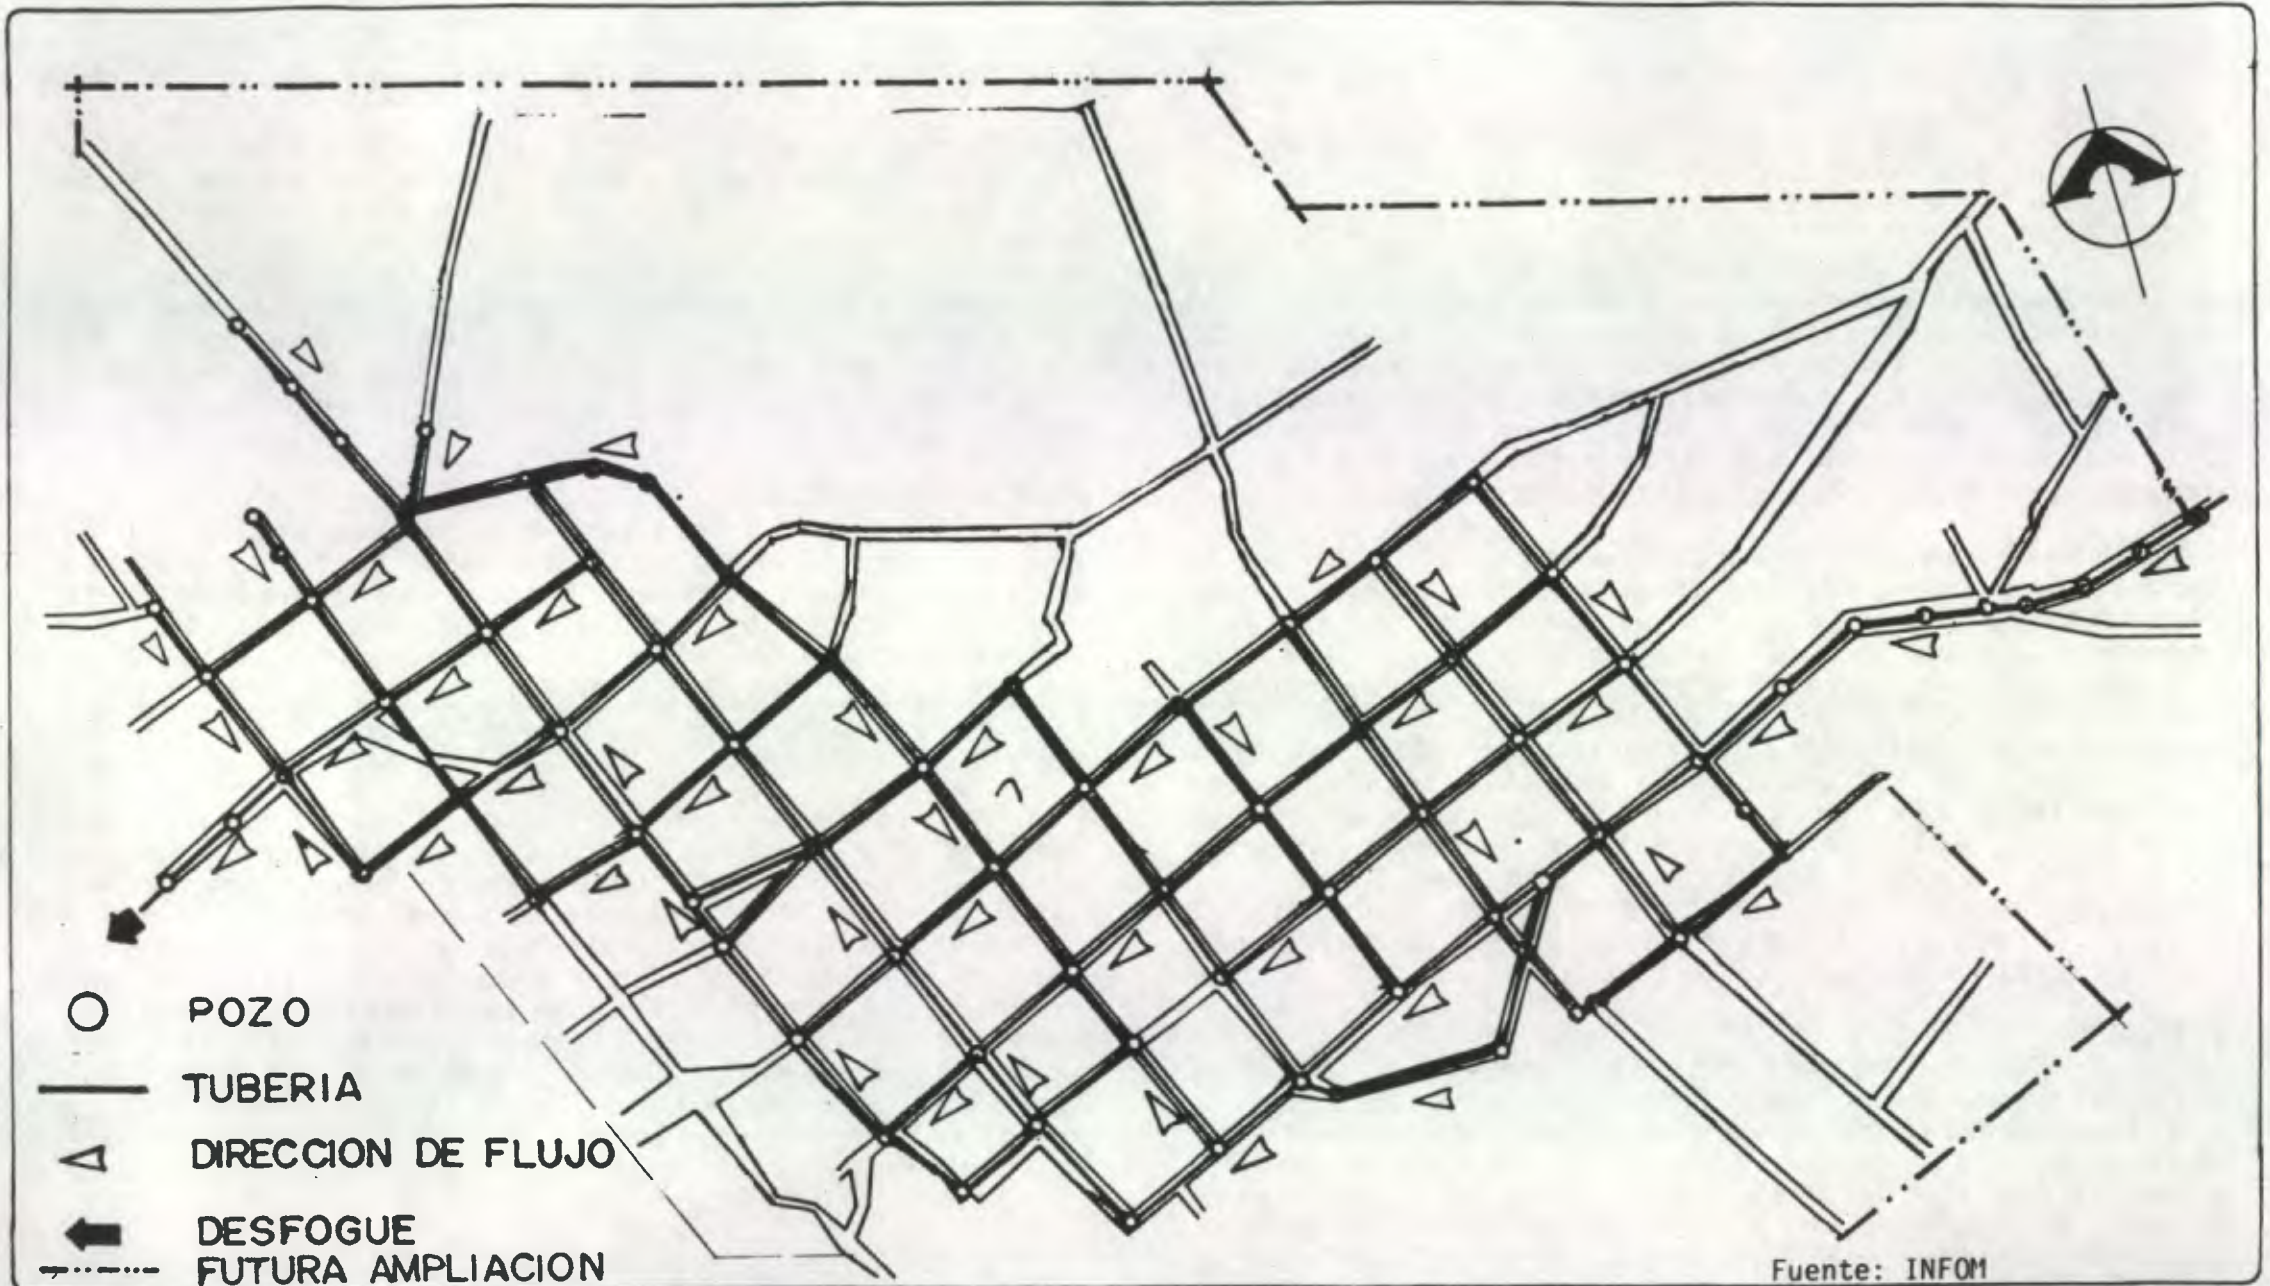 POZO
TUBERIA
DIRECCION DE FLUJO
DESFOGUE
FUTURA AMPLIACION
Fuente: INFOM